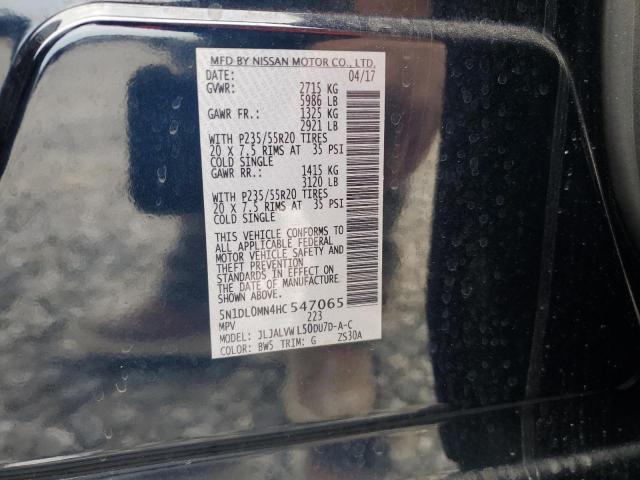 MFD BY NISSAN MOTOR CO., LTD.
DATE: 04/17
GVWR: 2715 KG
5986 LB
GAWR FR.: 1325 KG
2921 LB
WITH P235/55R20 TIRES
20 X 7.5 RIMS AT 35 PSI
COLD SINGLE
GAWR RR.: 1415 KG
3120 LB
WITH P235/55R20 TIRES
20 X 7.5 RIMS AT 35 PSI
COLD SINGLE
THIS VEHICLE CONFORMS TO
ALL APPLICABLE FEDERAL
MOTOR VEHICLE SAFETY AND
THEFT PREVENTION
STANDARDS IN EFFECT ON
THE DATE OF MANUFACTURE
SHOWN ABOVE.
5N1DL0MN4HC547065
MPV 223
MODEL: JLJALVWL50DU7D-A-C
COLOR: BW5 TRIM: G ZS30A